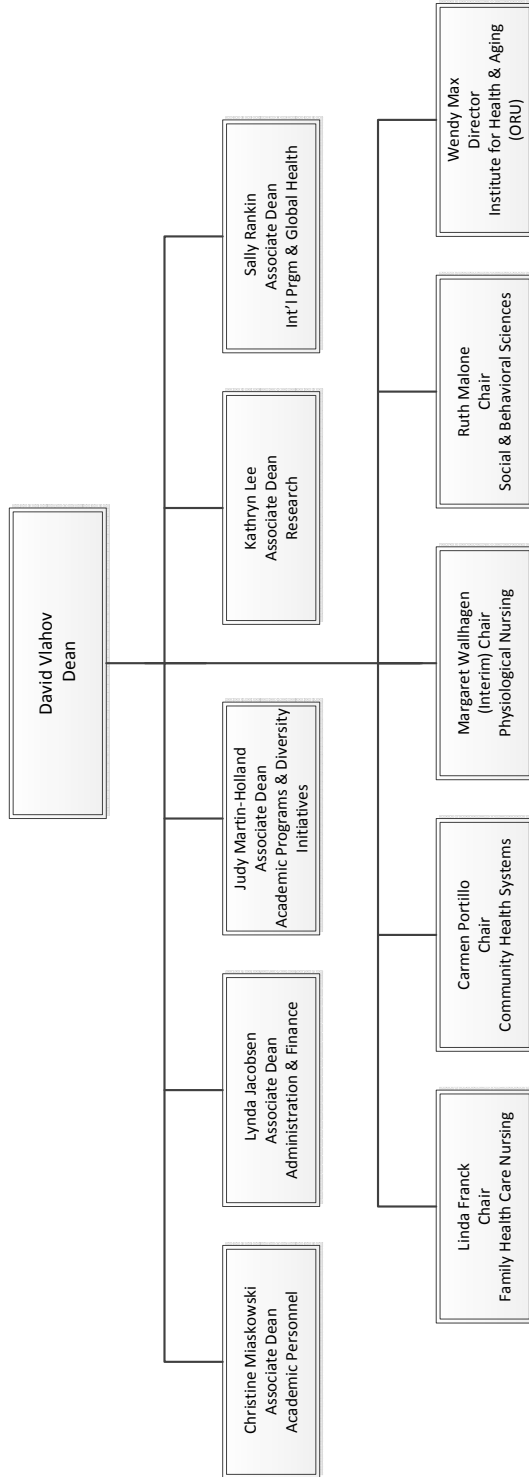 David Vlahov
Dean
Christine Miaskowski
Associate Dean
Academic Personnel
Lynda Jacobsen
Associate Dean
Administration & Finance
Judy Martin-Holland
Associate Dean
Academic Programs & Diversity
Initiatives
Kathryn Lee
Associate Dean
Research
Sally Rankin
Associate Dean
Int’l Prgm & Global Health
Linda Franck
Chair
Family Health Care Nursing
Carmen Portillo
Chair
Community Health Systems
Margaret Wallhagen
(Interim) Chair
Physiological Nursing
Ruth Malone
Chair
Social & Behavioral Sciences
Wendy Max
Director
Institute for Health & Aging
(ORU)